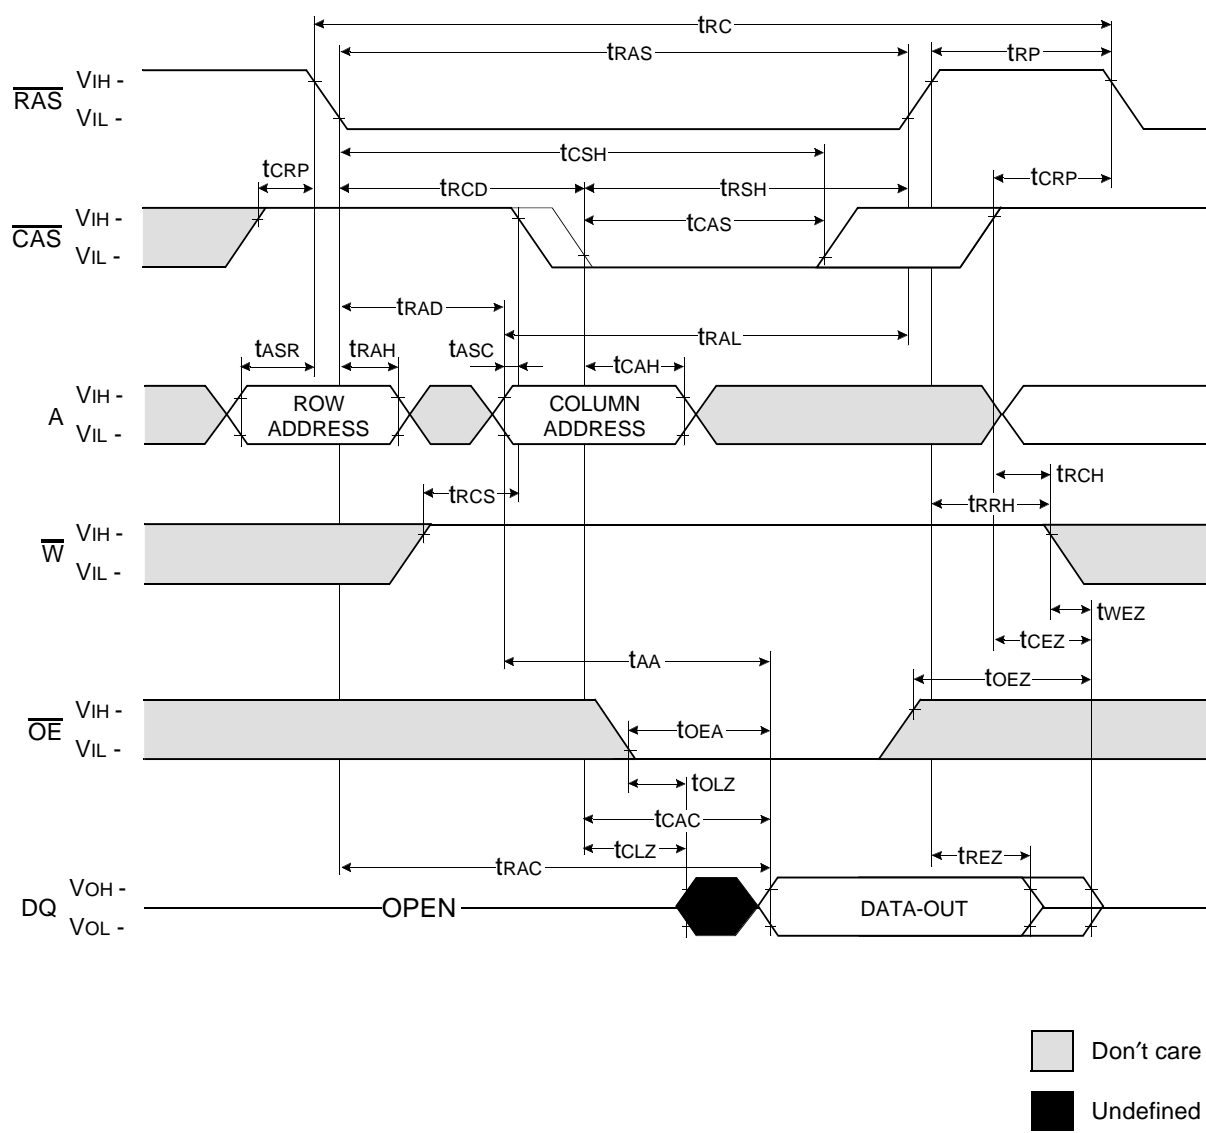 tRC
tRAS
tRP
RAS
VIH -
VIL -
tCSH
tCRP
tRCD
tRSH
tCRP
CAS
VIH -
VIL -
tCAS
tRAD
tRAL
tASR
tRAH
tASC
tCAH
A
VIH -
VIL -
ROW
ADDRESS
COLUMN
ADDRESS
tRCH
tRCS
tRRH
W
VIH -
VIL -
tWEZ
tCEZ
tAA
tOEZ
OE
VIH -
VIL -
tOEA
tOLZ
tCAC
tCLZ
tREZ
tRAC
DQ
VOH -
VOL -
OPEN
DATA-OUT
Don′t care
Undefined